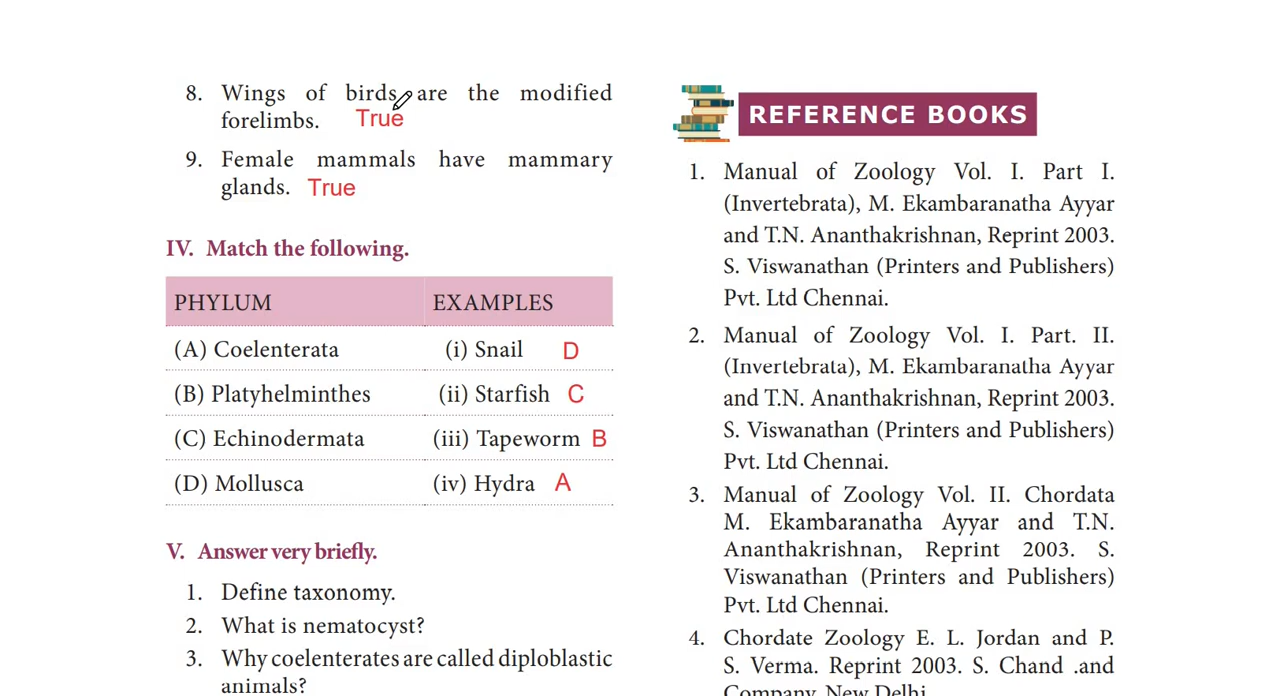 8. Wings of birds are the modified
forelimbs. True
9. Female mammals have mammary
glands. True
IV. Match the following.
PHYLUM EXAMPLES
(A) Coelenterata (i) Snail D
(B) Platyhelminthes (ii) Starfish C
(C) Echinodermata (iii) Tapeworm B
(D) Mollusca (iv) Hydra A
V. Answer very briefly.
1. Define taxonomy.
2. What is nematocyst?
3. Why coelenterates are called diploblastic
animals?
REFERENCE BOOKS
1. Manual of Zoology Vol. I. Part I.
(Invertebrata), M. Ekambaranatha Ayyar
and T.N. Ananthakrishnan, Reprint 2003.
S. Viswanathan (Printers and Publishers)
Pvt. Ltd Chennai.
2. Manual of Zoology Vol. I. Part. II.
(Invertebrata), M. Ekambaranatha Ayyar
and T.N. Ananthakrishnan, Reprint 2003.
S. Viswanathan (Printers and Publishers)
Pvt. Ltd Chennai.
3. Manual of Zoology Vol. II. Chordata
M. Ekambaranatha Ayyar and T.N.
Ananthakrishnan, Reprint 2003. S.
Viswanathan (Printers and Publishers)
Pvt. Ltd Chennai.
4. Chordate Zoology E. L. Jordan and P.
S. Verma. Reprint 2003. S. Chand .and
Company, New Delhi.